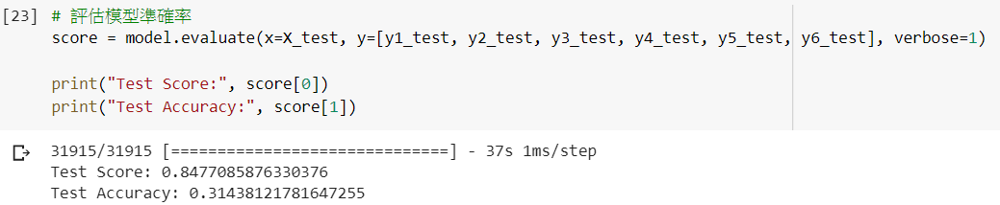 [23] # 評估模型準確率
score = model.evaluate(x=X_test, y=[y1_test, y2_test, y3_test, y4_test, y5_test, y6_test], verbose=1)
print("Test Score:", score[0])
print("Test Accuracy:", score[1])
31915/31915 [==============================] - 37s 1ms/step
Test Score: 0.8477085876330376
Test Accuracy: 0.31438121781647255